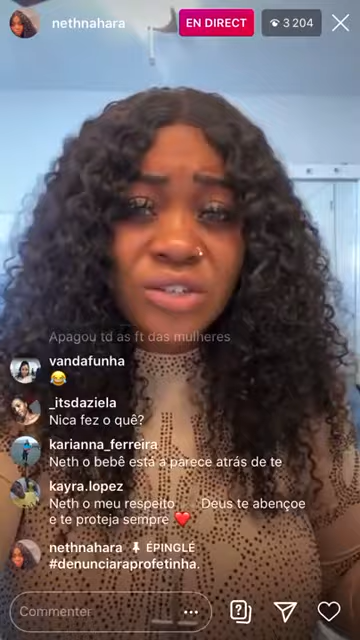 nethnahara
EN DIRECT
3 204
Apagou td as ft das mulheres
vandafunha
😂
_itsdaziela
Nica fez o quê?
karianna_ferreira
Neth o bebê está a parece atrás de te
kayra.lopez
Neth o meu respeito Deus te abençoe
e te proteja sempre ❤️
nethnahara 📌 ÉPINGLÉ
#denunciaraprofetinha.
Commenter